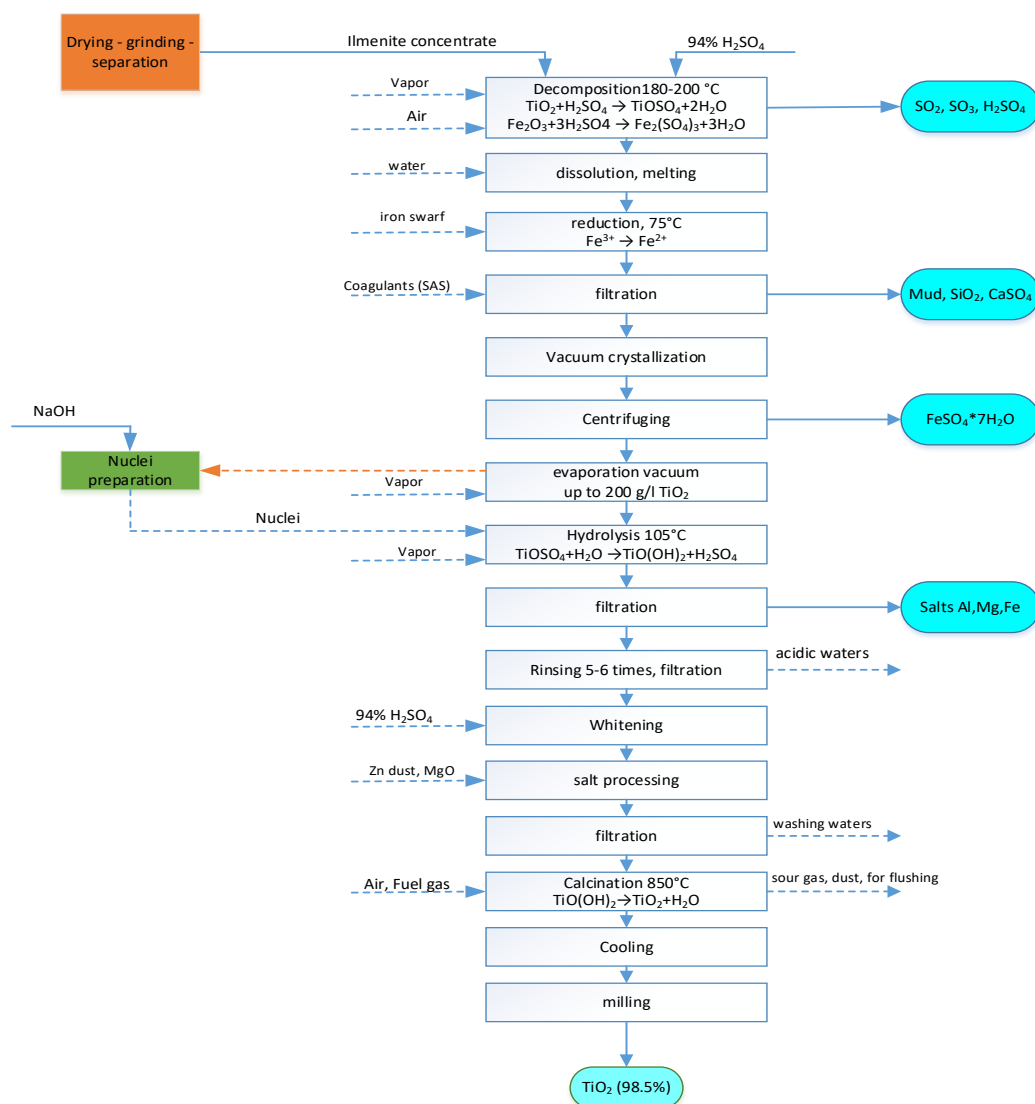 Drying - grinding -
separation
Ilmenite concentrate
94% H₂SO₄
Vapor
Air
Decomposition180-200 °C
TiO₂+H₂SO₄ → TiOSO₄+2H₂O
Fe₂O₃+3H₂SO4 → Fe₂(SO₄)₃+3H₂O
SO₂, SO₃, H₂SO₄
water
dissolution, melting
iron swarf
reduction, 75°C
Fe³⁺ → Fe²⁺
Coagulants (SAS)
filtration
Mud, SiO₂, CaSO₄
Vacuum crystallization
NaOH
Centrifuging
FeSO₄*7H₂O
Nuclei
preparation
Vapor
evaporation vacuum
up to 200 g/l TiO₂
Nuclei
Vapor
Hydrolysis 105°C
TiOSO₄+H₂O →TiO(OH)₂+H₂SO₄
filtration
Salts Al,Mg,Fe
Rinsing 5-6 times, filtration
acidic waters
94% H₂SO₄
Whitening
Zn dust, MgO
salt processing
filtration
washing waters
Air, Fuel gas
Calcination 850°C
TiO(OH)₂→TiO₂+H₂O
sour gas, dust, for flushing
Cooling
milling
TiO₂ (98.5%)